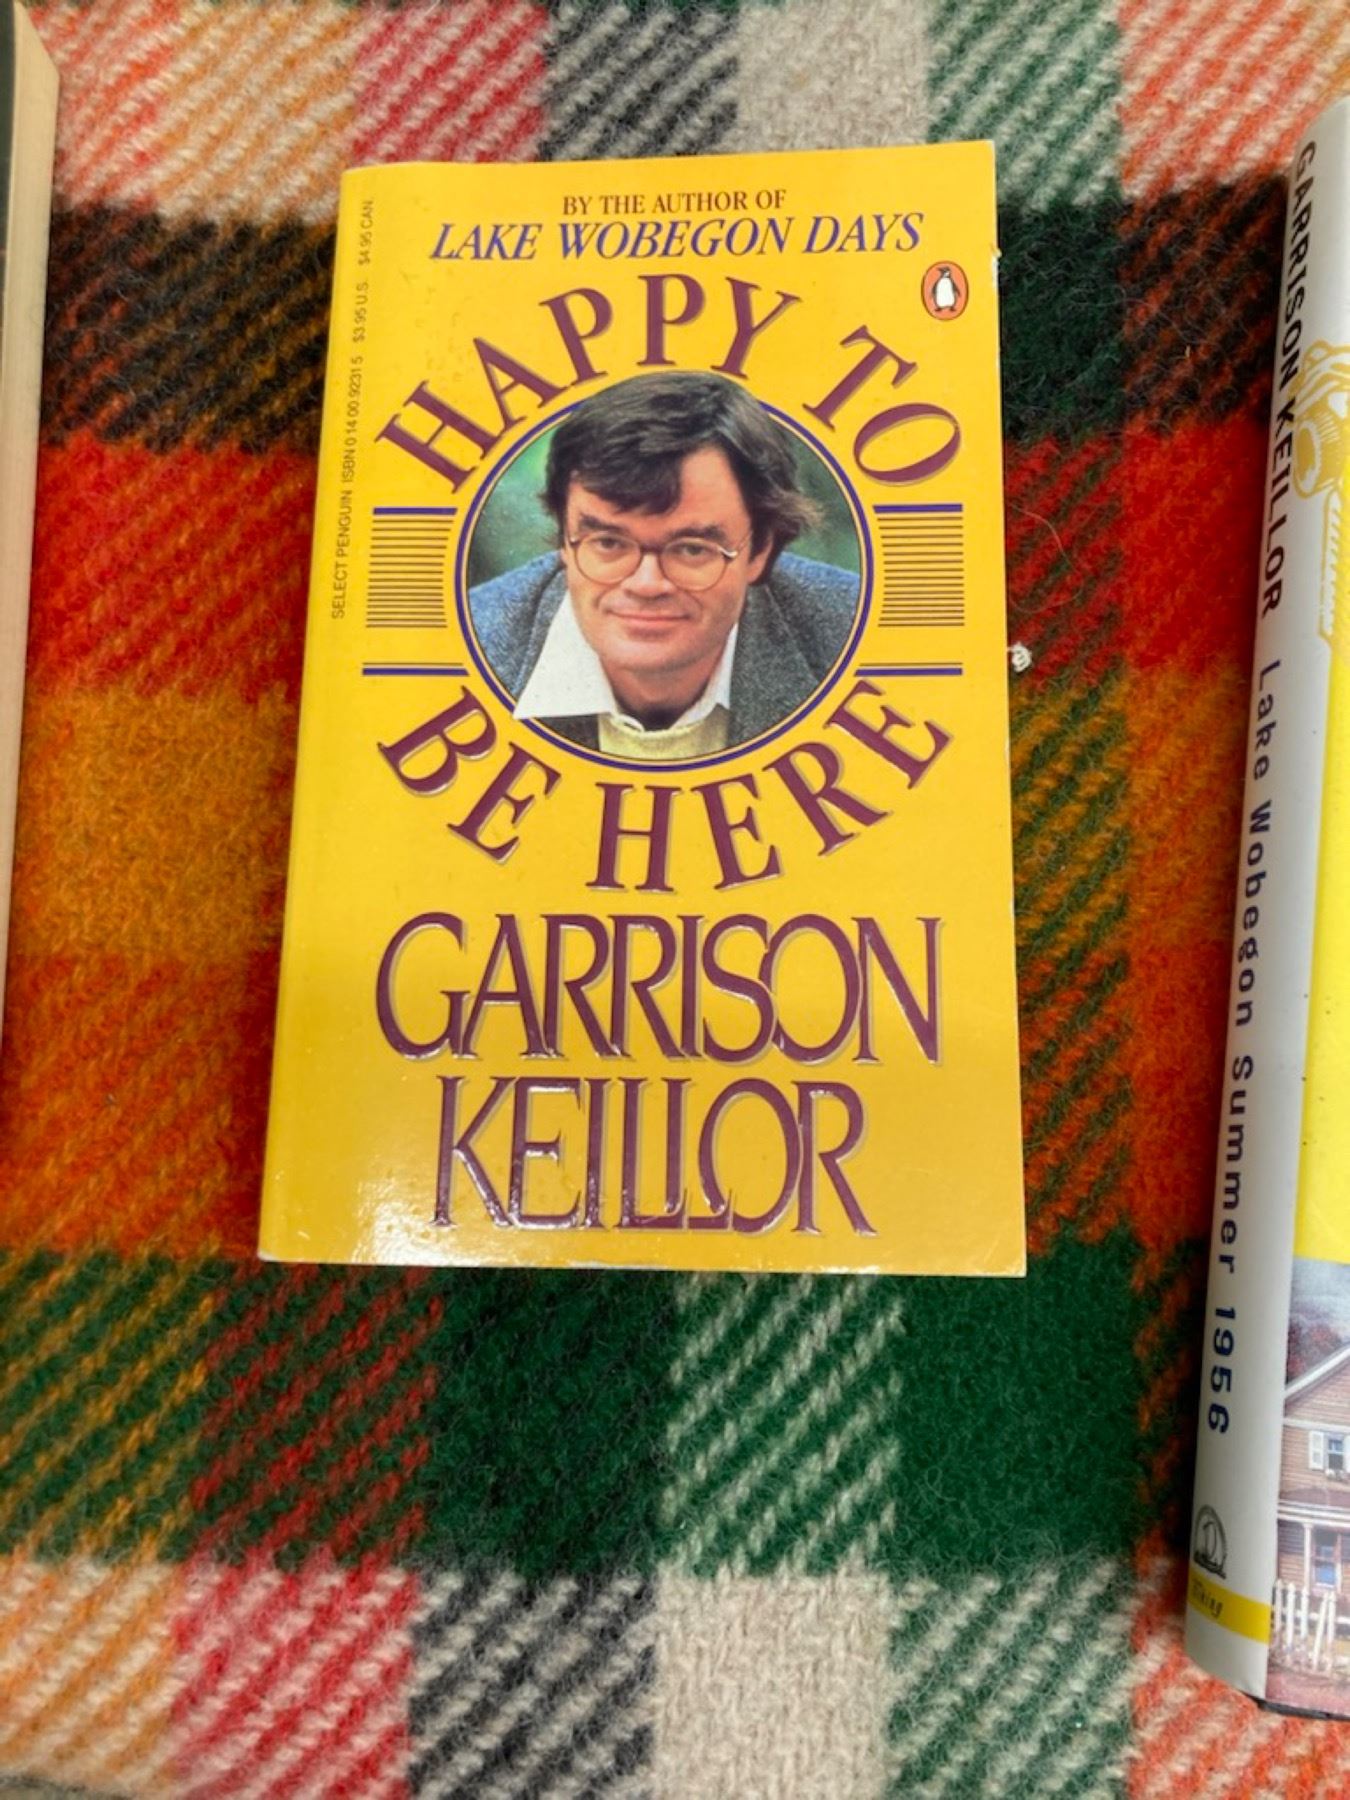 BY THE AUTHOR OF
LAKE WOBEGON DAYS
HAPPY TO
BE HERE
GARRISON
KEILLOR
SELECT PENGUIN ISBN 0 14 00.9231 5 $3.95 U.S. $4.95 CAN.
GARRISON KEILLOR Lake Wobegon Summer 1956
Viking